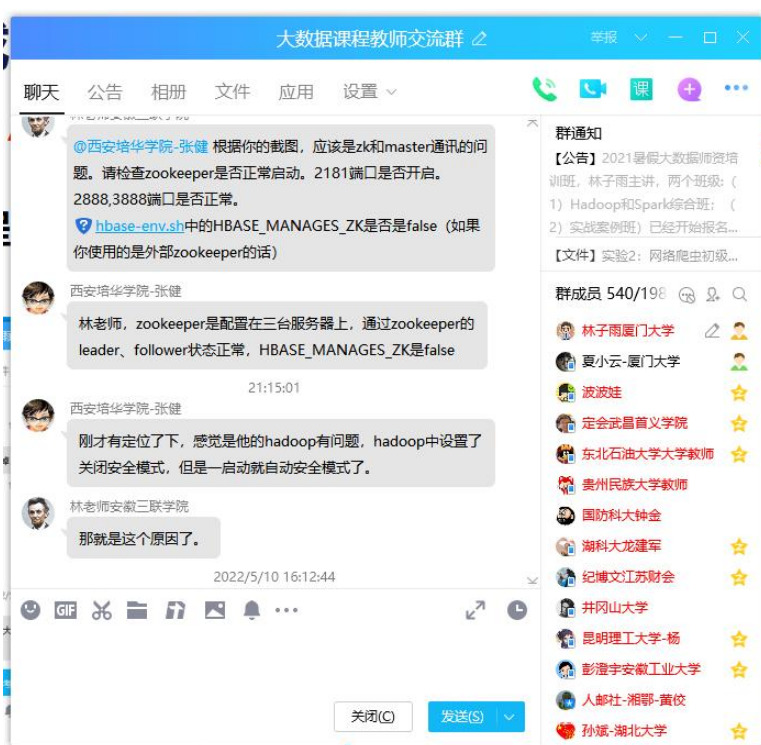 大数据课程教师交流群
举报
聊天
公告
相册
文件
应用
设置
课
@西安培华学院-张健 根据你的截图，应该是zk和master通讯的问
题。请检查zookeeper是否正常启动。2181端口是否开启。
2888,3888端口是否正常。
hbase-env.sh中的HBASE_MANAGES_ZK是否是false（如果
你使用的是外部zookeeper的话）
西安培华学院-张健
林老师，zookeeper是配置在三台服务器上，通过zookeeper的
leader、follower状态正常，HBASE_MANAGES_ZK是false
21:15:01
西安培华学院-张健
刚才有定位了下，感觉是他的hadoop有问题，hadoop中设置了
关闭安全模式，但是一启动就自动安全模式了。
林老师安徽三联学院
那就是这个原因了。
2022/5/10 16:12:44
GIF
关闭(C)
发送(S)
群通知
【公告】2021暑假大数据师资培
训班，林子雨主讲，两个班级:（
1）Hadoop和Spark综合班；（
2）实战案例班）已经开始报名...
【文件】实验2：网络爬虫初级...
群成员 540/198
林子雨厦门大学
夏小云-厦门大学
波波娃
定会武昌首义学院
东北石油大学大学教师
贵州民族大学教师
国防科大钟金
湖科大龙建军
纪博文江苏财会
井冈山大学
昆明理工大学-杨
彭澄宇安徽工业大学
人邮社-湘鄂-黄佼
孙斌-湖北大学